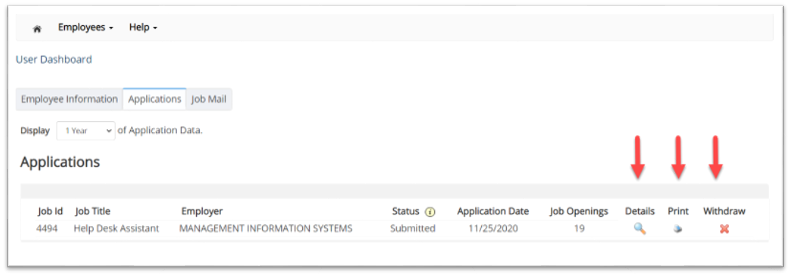 Employees Help
User Dashboard
Employee Information Applications Job Mail
Display 1 Year of Application Data.
Applications
Job Id Job Title Employer Status Application Date Job Openings Details Print Withdraw
4494 Help Desk Assistant MANAGEMENT INFORMATION SYSTEMS Submitted 11/25/2020 19